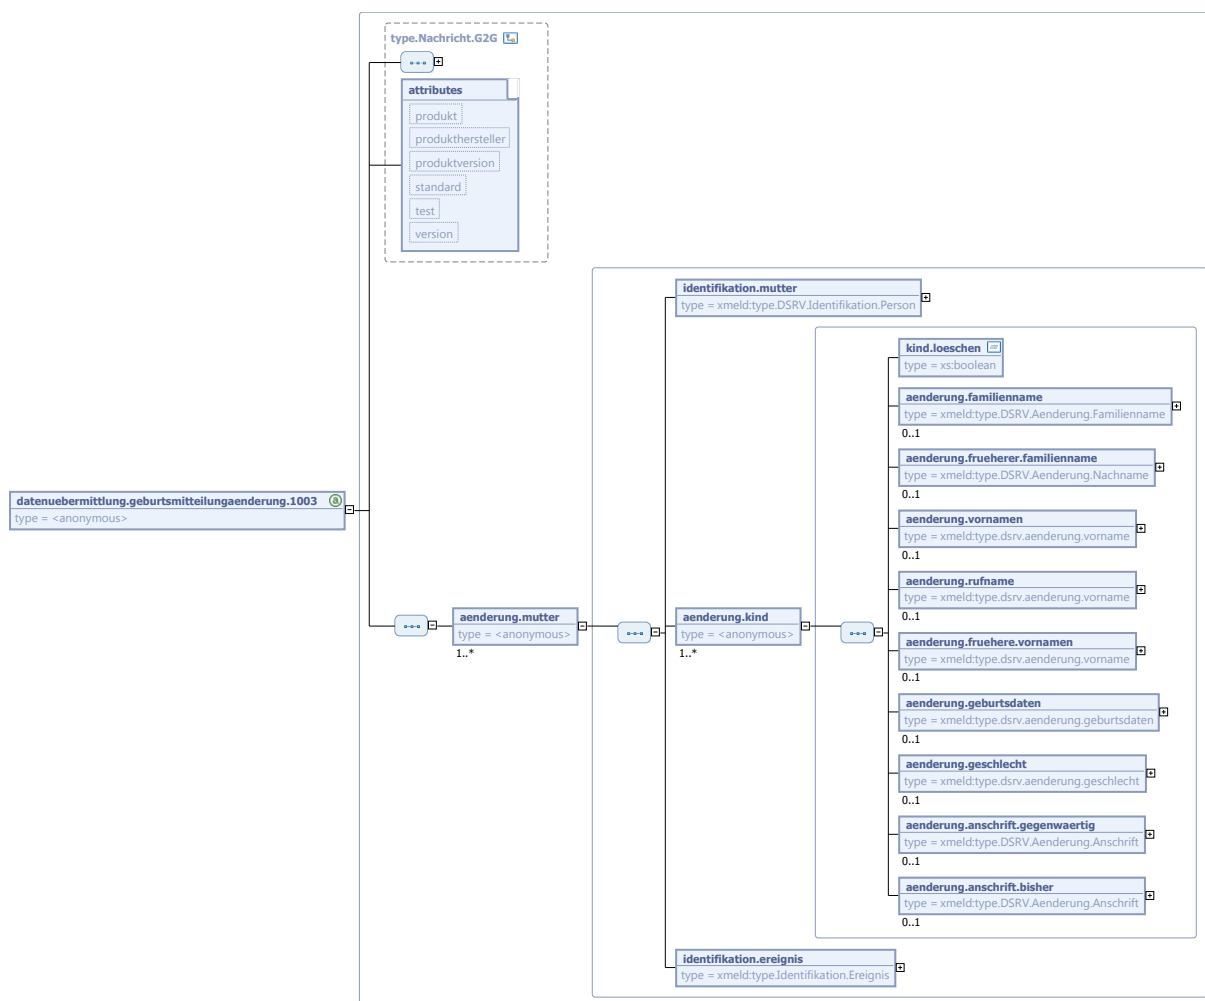 type.Nachricht.G2G
attributes
produkt
produkthersteller
produktversion
standard
test
version
identifikation.mutter
type = xmeld:type.DSRV.Identifikation.Person
kind.loeschen
type = xs:boolean
aenderung.familienname
type = xmeld:type.DSRV.Aenderung.Familienname
0..1
aenderung.frueherer.familienname
type = xmeld:type.DSRV.Aenderung.Nachname
0..1
datenuebermittlung.geburtsmitteilungaenderung.1003
a
type = <anonymous>
aenderung.vornamen
type = xmeld:type.dsrv.aenderung.vorname
0..1
aenderung.rufname
type = xmeld:type.dsrv.aenderung.vorname
0..1
aenderung.mutter
type = <anonymous>
1..*
aenderung.kind
type = <anonymous>
1..*
aenderung.fruehere.vornamen
type = xmeld:type.dsrv.aenderung.vorname
0..1
aenderung.geburtsdaten
type = xmeld:type.dsrv.aenderung.geburtsdaten
0..1
aenderung.geschlecht
type = xmeld:type.dsrv.aenderung.geschlecht
0..1
aenderung.anschrift.gegenwaertig
type = xmeld:type.DSRV.Aenderung.Anschrift
0..1
aenderung.anschrift.bisher
type = xmeld:type.DSRV.Aenderung.Anschrift
0..1
identifikation.ereignis
type = xmeld:type.Identifikation.Ereignis